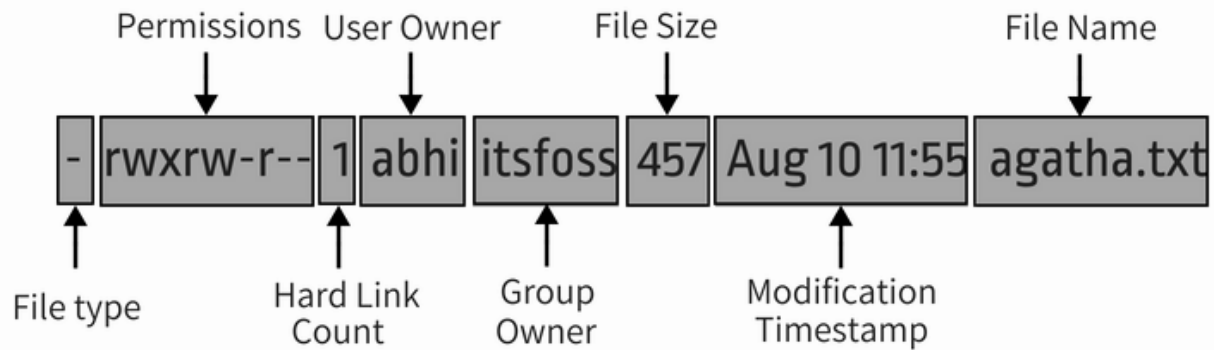 Permissions User Owner File Size File Name
- rwxrw-r-- 1 abhi itsfoss 457 Aug 10 11:55 agatha.txt
File type
Hard Link
Count
Group
Owner
Modification
Timestamp